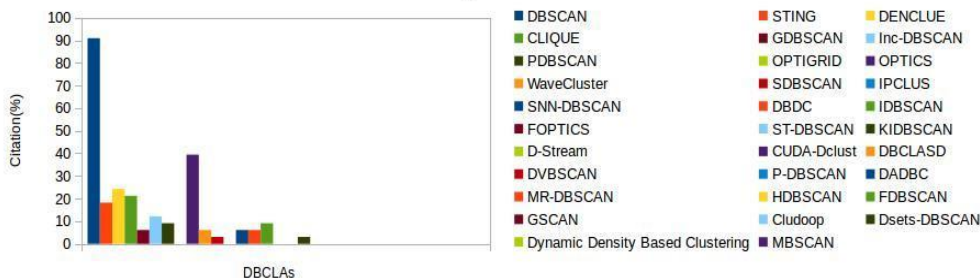 100
90
80
70
60
50
40
30
20
10
0
Citation(%)
DBCLAs
DBSCAN STING DENCLUE
CLIQUE GDBSCAN Inc-DBSCAN
PDBSCAN OPTIGRID OPTICS
WaveCluster SDBSCAN IPCLUS
SNN-DBSCAN DBDC IDBSCAN
FOPTICS ST-DBSCAN KIDBSCAN
D-Stream CUDA-Dclust DBCLASD
DVBSCAN P-DBSCAN DADBC
MR-DBSCAN HDBSCAN FDBSCAN
GSCAN Cludoop Dsets-DBSCAN
Dynamic Density Based Clustering MBSCAN